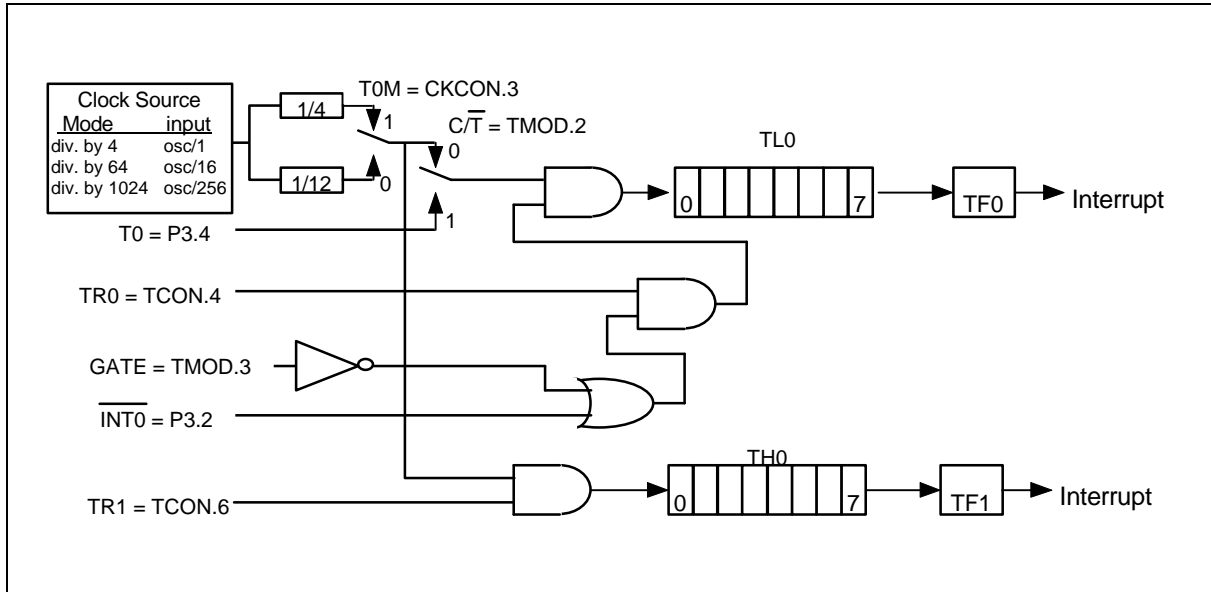 Clock Source
Mode input
div. by 4 osc/1
div. by 64 osc/16
div. by 1024 osc/256
1/4
1/12
T0M = CKCON.3
1
0
C/T̅ = TMOD.2
0
1
T0 = P3.4
TL0
0 7
TF0
Interrupt
TR0 = TCON.4
GATE = TMOD.3
I̅N̅T̅0̅ = P3.2
TR1 = TCON.6
TH0
0 7
TF1
Interrupt